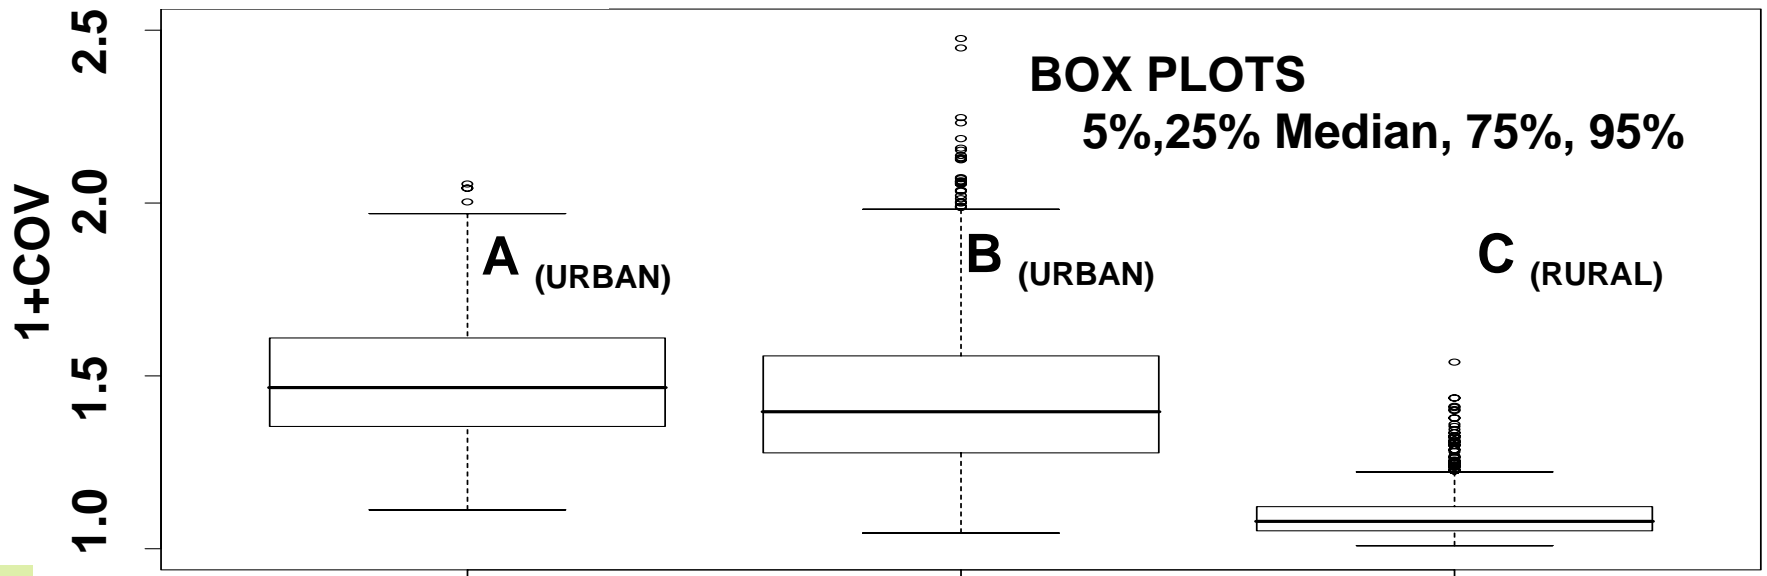 2.5
2.0
1.5
1.0
1+COV
BOX PLOTS
5%,25% Median, 75%, 95%
A (URBAN)
B (URBAN)
C (RURAL)